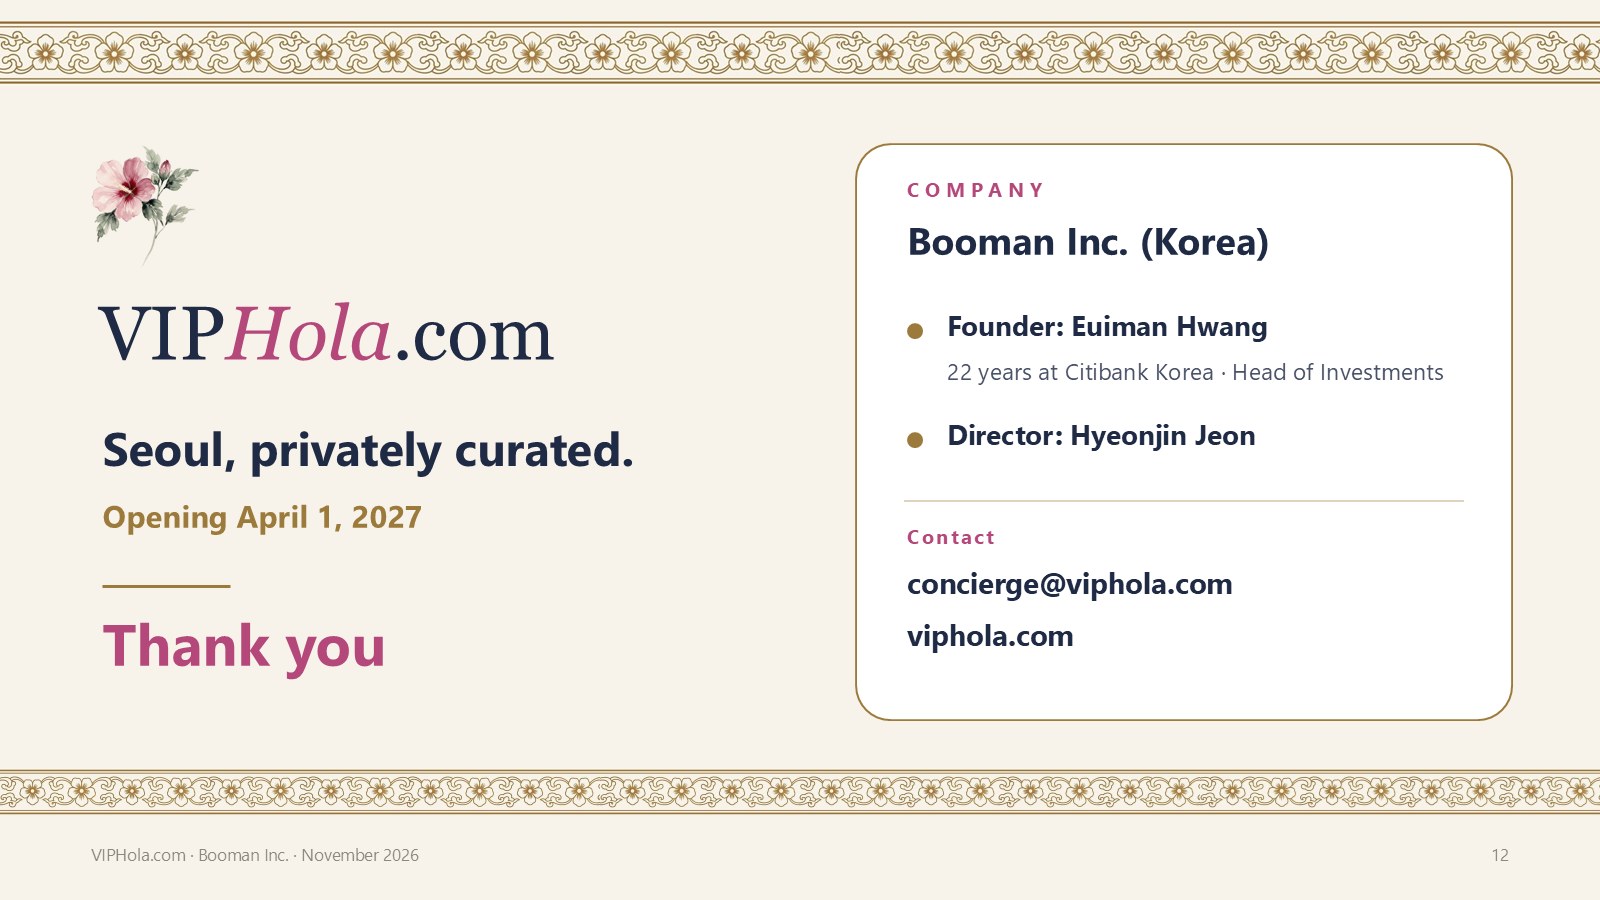 VIPHola.com
Seoul, privately curated.
Opening April 1, 2027
Thank you
COMPANY
Booman Inc. (Korea)
Founder: Euiman Hwang
22 years at Citibank Korea · Head of Investments
Director: Hyeonjin Jeon
Contact
concierge@viphola.com
viphola.com
VIPHola.com · Booman Inc. · November 2026
12